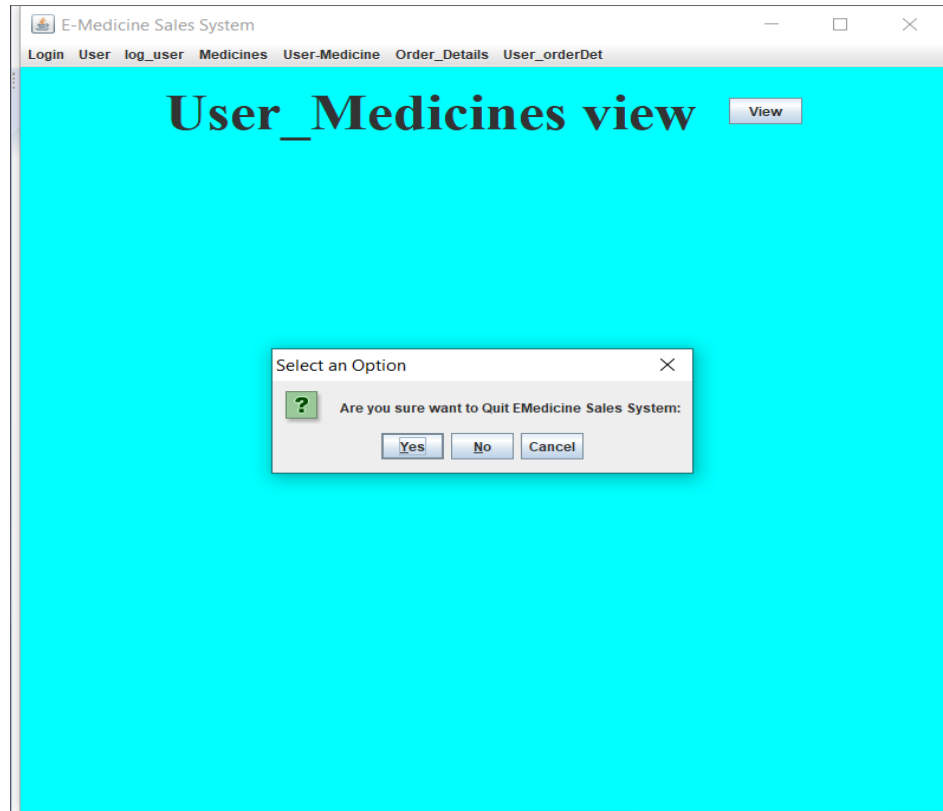 E-Medicine Sales System
Login User log_user Medicines User-Medicine Order_Details User_orderDet
User_Medicines view View
Select an Option
? Are you sure want to Quit EMedicine Sales System:
Yes No Cancel